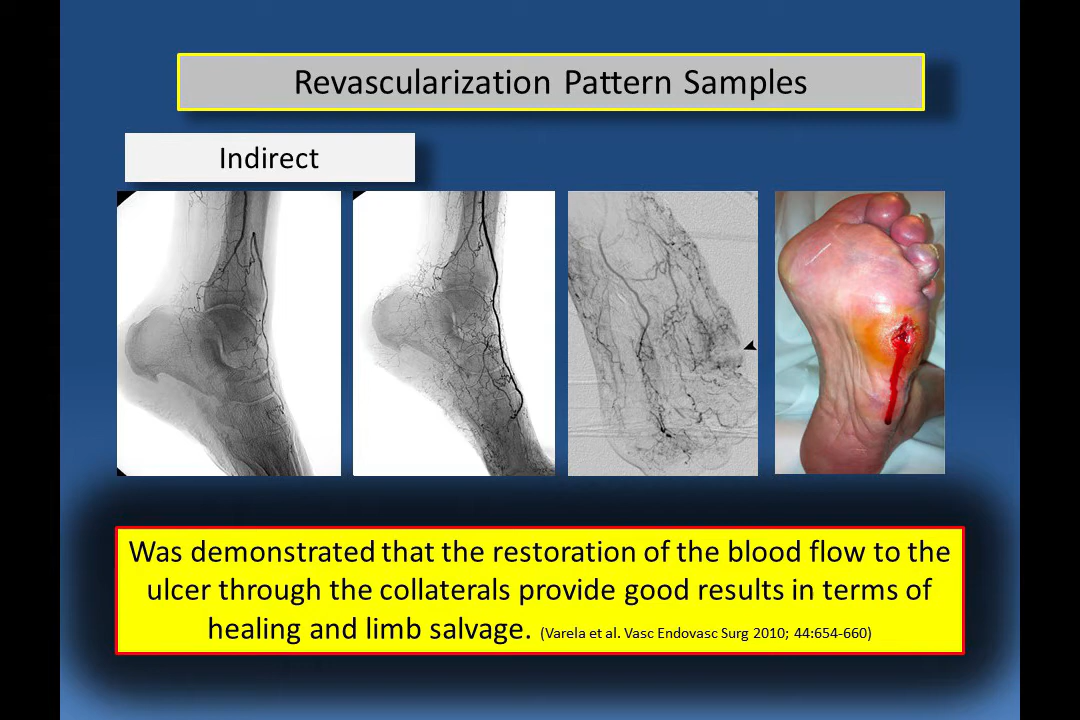 Revascularization Pattern Samples
Indirect
Was demonstrated that the restoration of the blood flow to the
ulcer through the collaterals provide good results in terms of
healing and limb salvage. (Varela et al. Vasc Endovasc Surg 2010; 44:654-660)